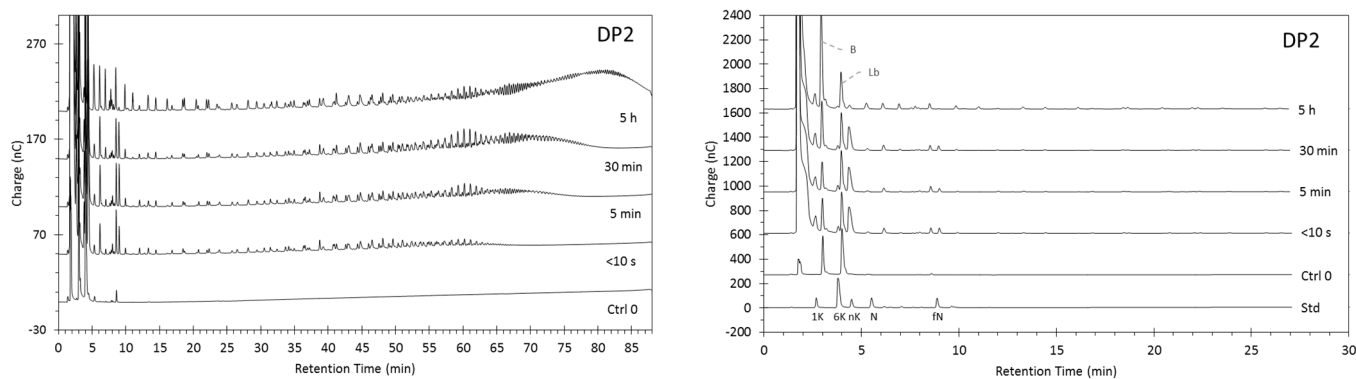 DP2
270
170
70
-30
Charge (nC)
5 h
30 min
5 min
<10 s
Ctrl 0
0 5 10 15 20 25 30 35 40 45 50 55 60 65 70 75 80 85
Retention Time (min)
DP2
2400
2200
2000
1800
1600
1400
1200
1000
800
600
400
200
0
-200
Charge (nC)
B
Lb
5 h
30 min
5 min
<10 s
Ctrl 0
Std
1K 6K nK N fN
0 5 10 15 20 25 30
Retention Time (min)